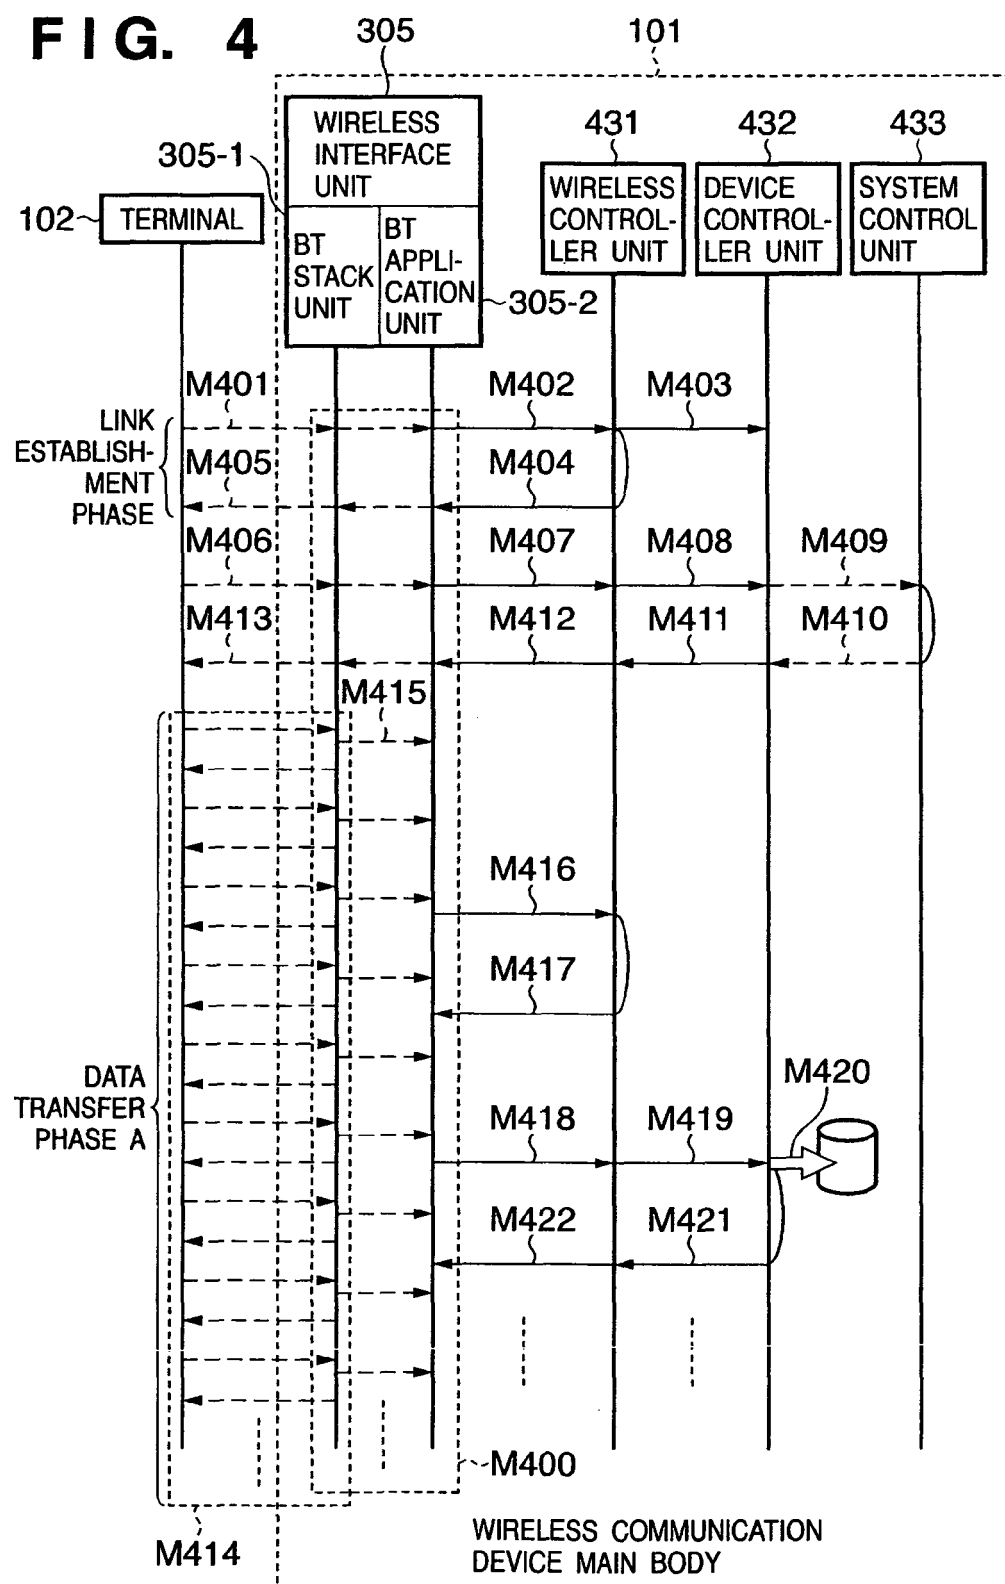 FIG. 4
305
101
WIRELESS
INTERFACE
UNIT
305-1
431
432
433
102
TERMINAL
BT
STACK
UNIT
BT
APPLI-
CATION
UNIT
305-2
WIRELESS
CONTROL-
LER UNIT
DEVICE
CONTROL-
LER UNIT
SYSTEM
CONTROL
UNIT
M401
M402
M403
LINK
ESTABLISH-
MENT
PHASE
M405
M404
M406
M407
M408
M409
M413
M412
M411
M410
M415
M416
M417
DATA
TRANSFER
PHASE A
M420
M418
M419
M422
M421
M400
M414
WIRELESS COMMUNICATION
DEVICE MAIN BODY